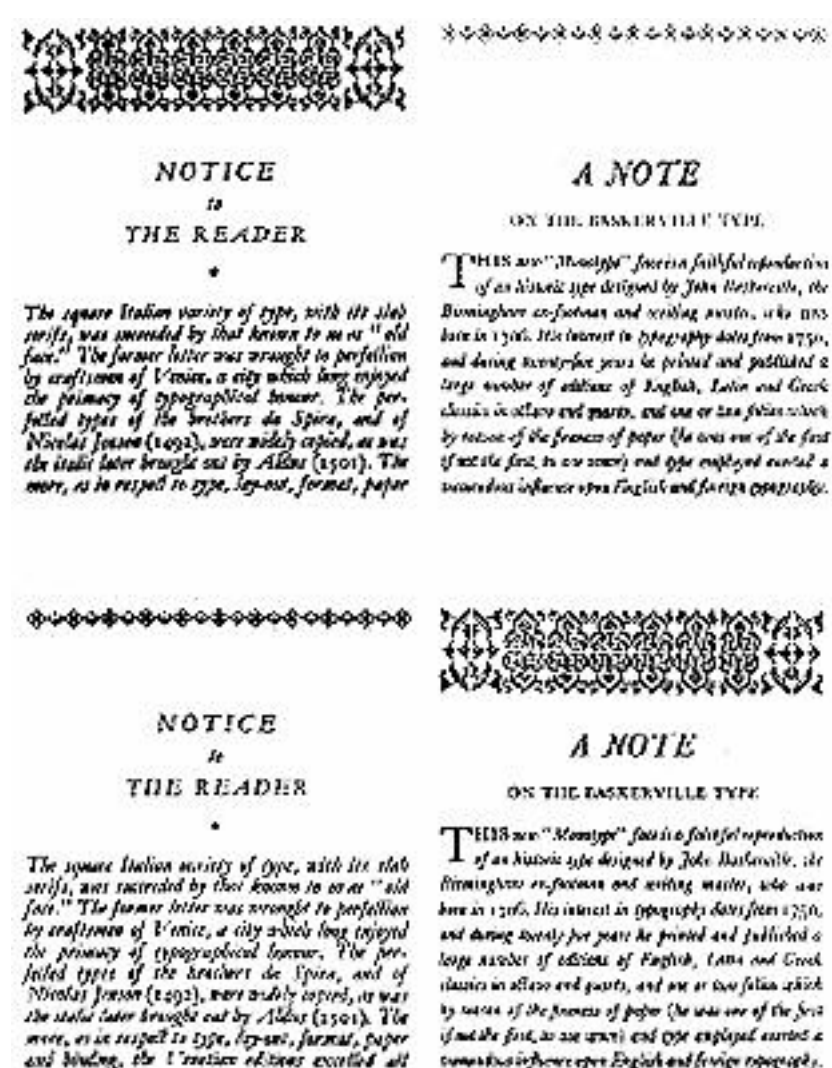 NOTICE
to
THE READER
The square Italian variety of type, with its slab
serifs, was succeeded by that known to us as "old
face." The former letter was wrought to perfection
by craftsmen of Venice, a city which long enjoyed
the primacy of typographical honour. The per-
fected types of the brothers da Spira, and of
Nicolas Jenson (1492), were widely copied, as was
the italic later brought out by Aldus (1501). The
more, as in respect to type, lay-out, format, paper
A NOTE
ON THE BASKERVILLE TYPE
THIS new "Monotype" face is a faithful reproduction
of an historic type designed by John Baskerville, the
Birmingham ex-footman and writing master, who was
born in 1706. His interest in typography dates from 1750,
and during twenty-five years he printed and published a
large number of editions of English, Latin and Greek
classics in octavo and quarto, and one or two folios which
by reason of the fineness of paper (he was one of the first
if not the first, to use wove) and type employed exerted a
tremendous influence upon English and foreign typography.
NOTICE
to
THE READER
The square Italian variety of type, with its slab
serifs, was succeeded by that known to us as "old
face." The former letter was wrought to perfection
by craftsmen of Venice, a city which long enjoyed
the primacy of typographical honour. The per-
fected types of the brothers da Spira, and of
Nicolas Jenson (1492), were widely copied, as was
the italic later brought out by Aldus (1501). The
more, as in respect to type, lay-out, format, paper
and binding, the Venetian editions excelled all
A NOTE
ON THE BASKERVILLE TYPE
THIS new "Monotype" face is a faithful reproduction
of an historic type designed by John Baskerville, the
Birmingham ex-footman and writing master, who was
born in 1706. His interest in typography dates from 1750,
and during twenty five years he printed and published a
large number of editions of English, Latin and Greek
classics in octavo and quarto, and one or two folios which
by reason of the fineness of paper (he was one of the first
if not the first, to use wove) and type employed exerted a
tremendous influence upon English and foreign typography.